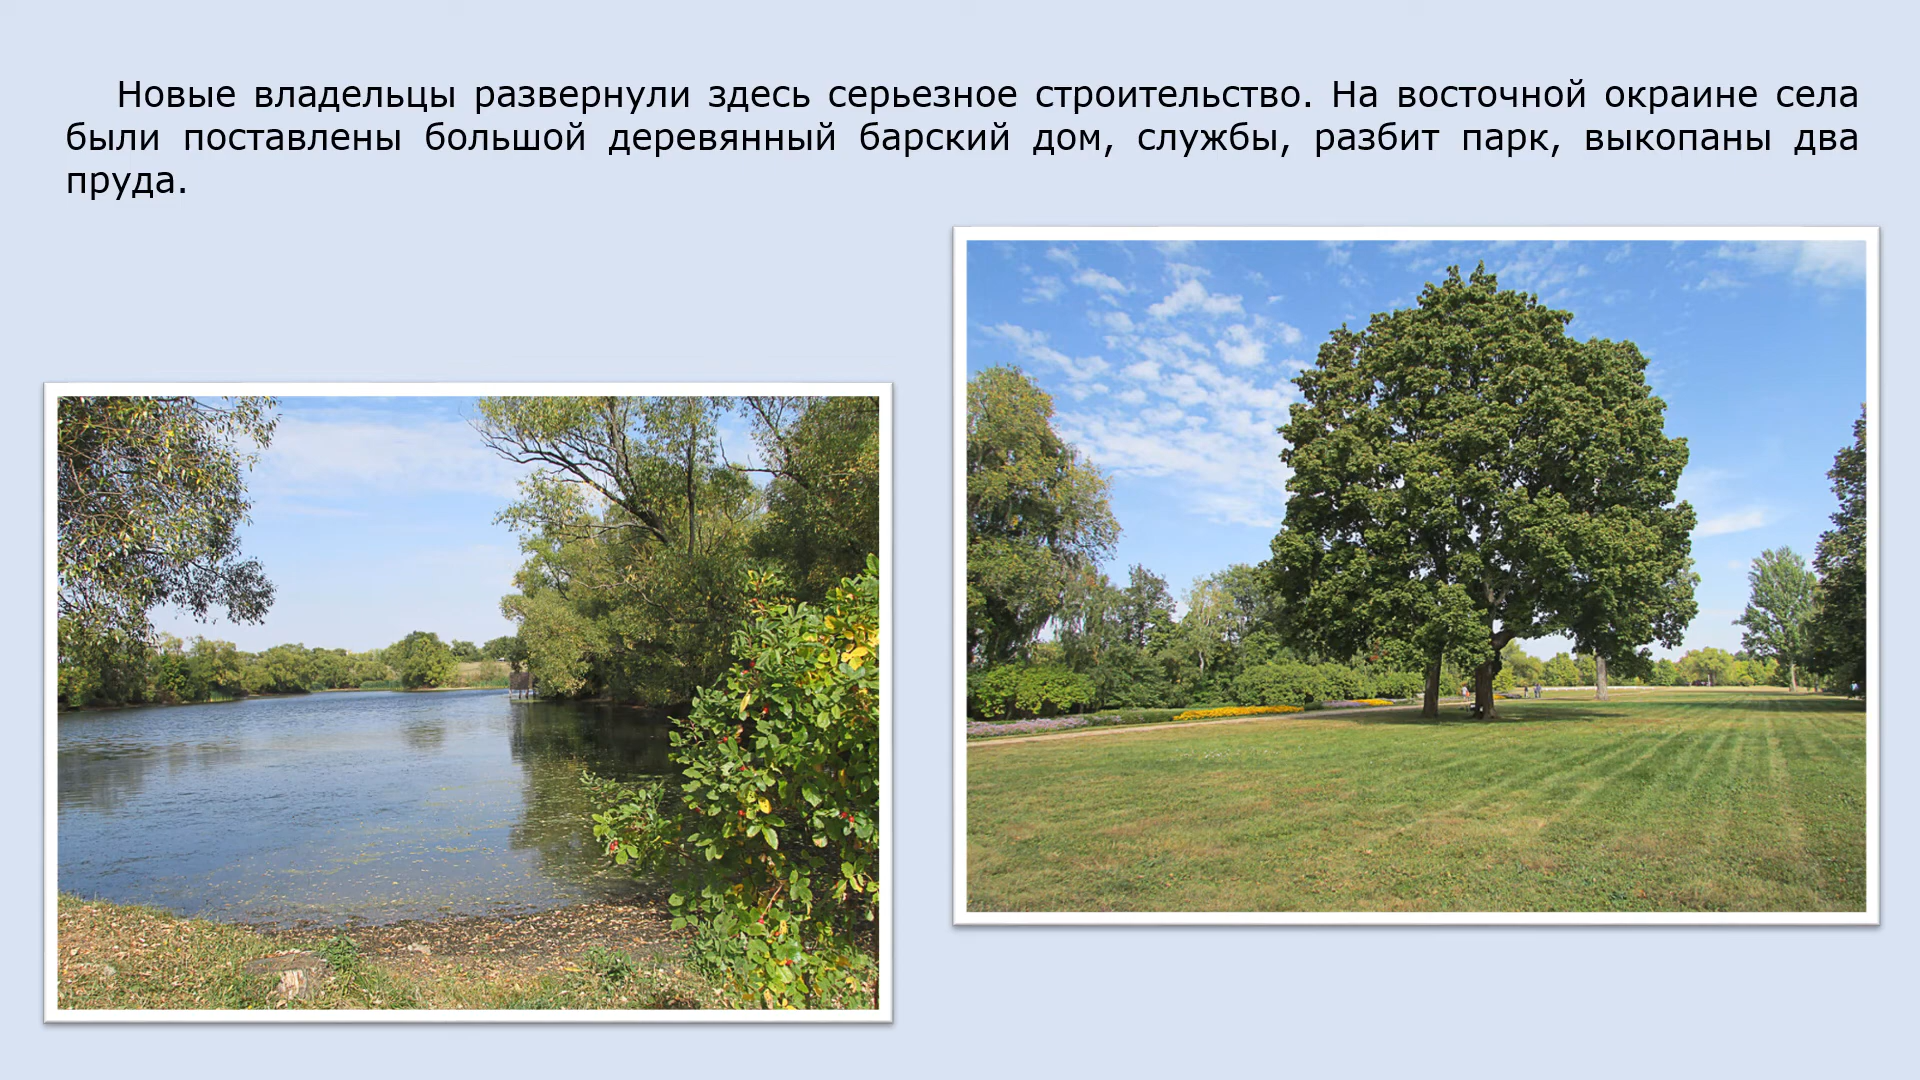 Новые владельцы развернули здесь серьезное строительство. На восточной окраине села
были поставлены большой деревянный барский дом, службы, разбит парк, выкопаны два
пруда.